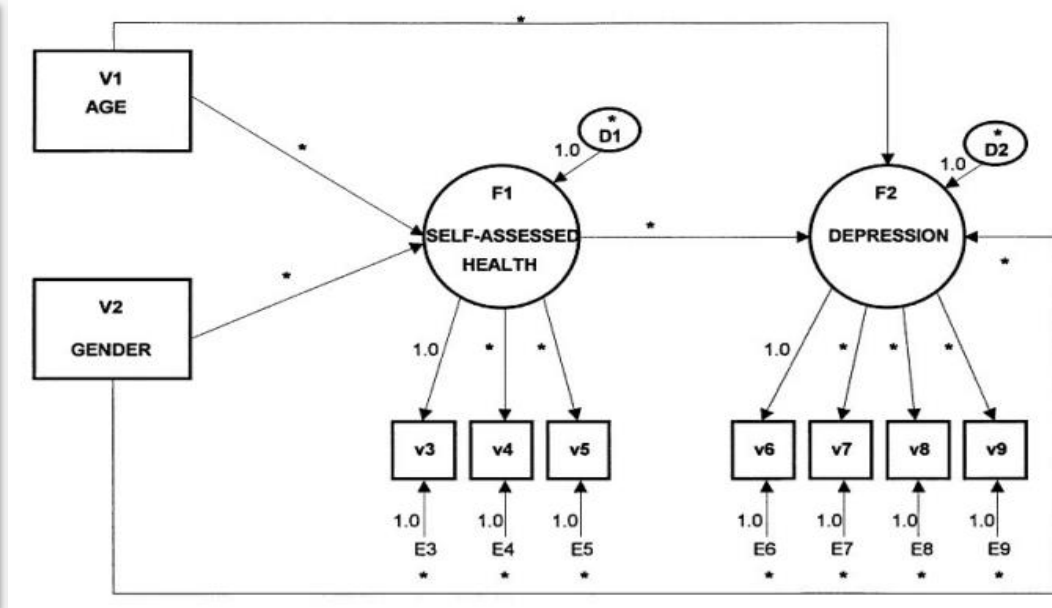 *
V1
AGE
*
D1
*
D2
*
1.0
1.0
F1
SELF-ASSESSED
HEALTH
*
F2
DEPRESSION
*
*
V2
GENDER
1.0
*
*
1.0
*
*
*
v3
v4
v5
v6
v7
v8
v9
1.0
1.0
1.0
1.0
1.0
1.0
1.0
E3
E4
E5
E6
E7
E8
E9
*
*
*
*
*
*
*